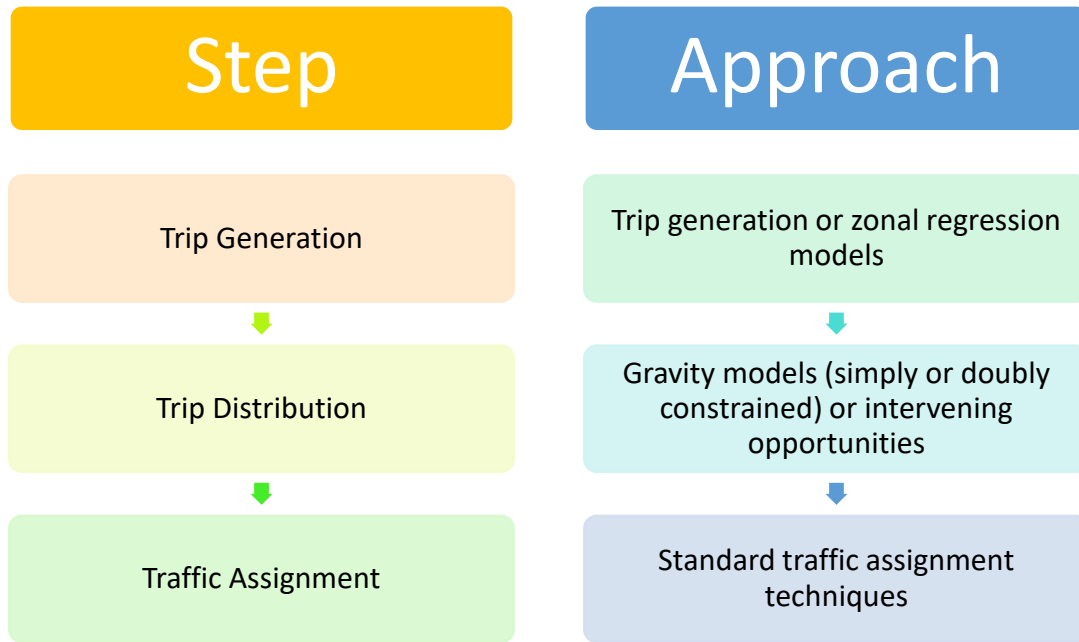 Step
Approach
Trip Generation
Trip generation or zonal regression
models
Trip Distribution
Gravity models (simply or doubly
constrained) or intervening
opportunities
Traffic Assignment
Standard traffic assignment
techniques